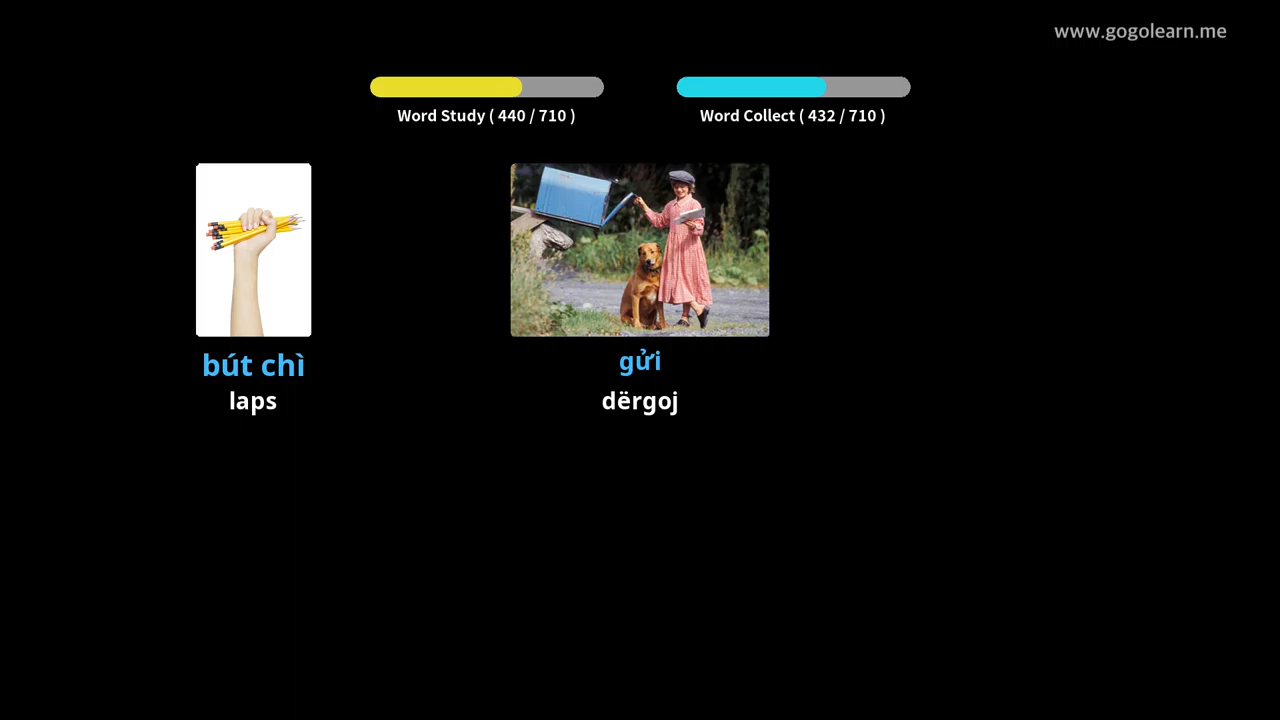 www.gogolearn.me
Word Study ( 440 / 710 )
Word Collect ( 432 / 710 )
bút chì
laps
gửi
dërgoj